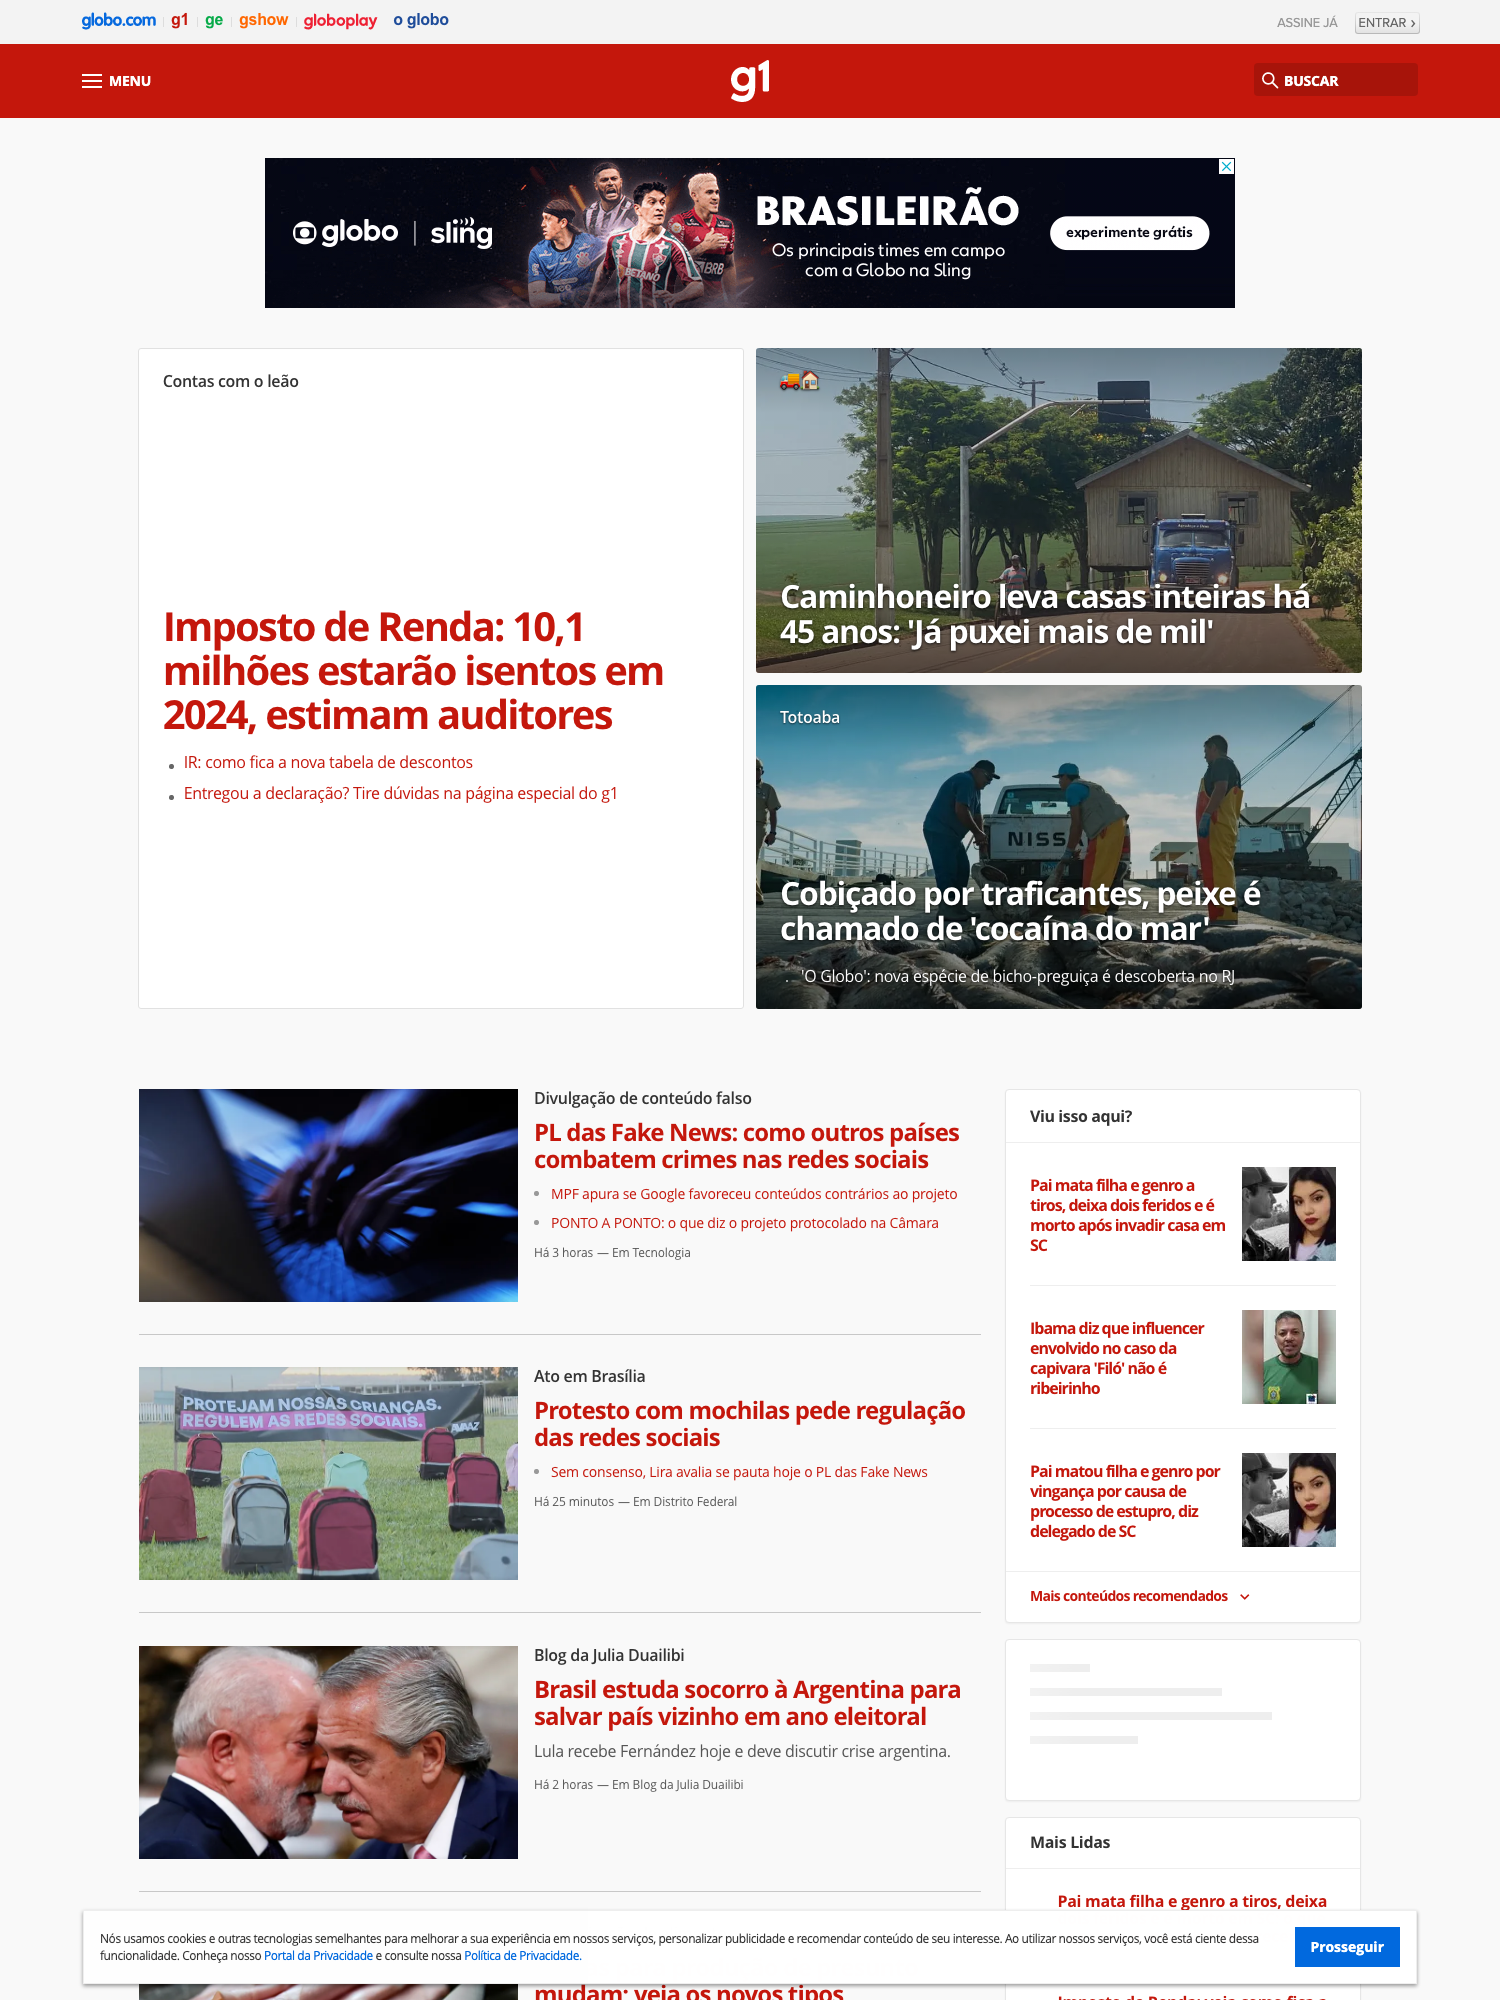 globo.com g1 ge gshow globoplay o globo
ASSINE JÁ ENTRAR ›
MENU
g1
BUSCAR
globo | sling
BRASILEIRÃO
Os principais times em campo
com a Globo na Sling
experimente grátis
BETANO
BRB
Contas com o leão
Imposto de Renda: 10,1
milhões estarão isentos em
2024, estimam auditores
IR: como fica a nova tabela de descontos
Entregou a declaração? Tire dúvidas na página especial do g1
Caminhoneiro leva casas inteiras há
45 anos: 'Já puxei mais de mil'
Totoaba
NISSA
Cobiçado por traficantes, peixe é
chamado de 'cocaína do mar'
'O Globo': nova espécie de bicho-preguiça é descoberta no RJ
Divulgação de conteúdo falso
PL das Fake News: como outros países
combatem crimes nas redes sociais
MPF apura se Google favoreceu conteúdos contrários ao projeto
PONTO A PONTO: o que diz o projeto protocolado na Câmara
Há 3 horas — Em Tecnologia
PROTEJAM NOSSAS CRIANÇAS.
REGULEM AS REDES SOCIAIS.
AVAAZ
Ato em Brasília
Protesto com mochilas pede regulação
das redes sociais
Sem consenso, Lira avalia se pauta hoje o PL das Fake News
Há 25 minutos — Em Distrito Federal
Blog da Julia Duailibi
Brasil estuda socorro à Argentina para
salvar país vizinho em ano eleitoral
Lula recebe Fernández hoje e deve discutir crise argentina.
Há 2 horas — Em Blog da Julia Duailibi
Viu isso aqui?
Pai mata filha e genro a
tiros, deixa dois feridos e é
morto após invadir casa em
SC
Ibama diz que influencer
envolvido no caso da
capivara 'Filó' não é
ribeirinho
Pai matou filha e genro por
vingança por causa de
processo de estupro, diz
delegado de SC
Mais conteúdos recomendados
Mais Lidas
Pai mata filha e genro a tiros, deixa
Nós usamos cookies e outras tecnologias semelhantes para melhorar a sua experiência em nossos serviços, personalizar publicidade e recomendar conteúdo de seu interesse. Ao utilizar nossos serviços, você está ciente dessa
funcionalidade. Conheça nosso Portal da Privacidade e consulte nossa Política de Privacidade.
Prosseguir
mudam; veja os novos tipos
Imposto de Renda: veja como fica a